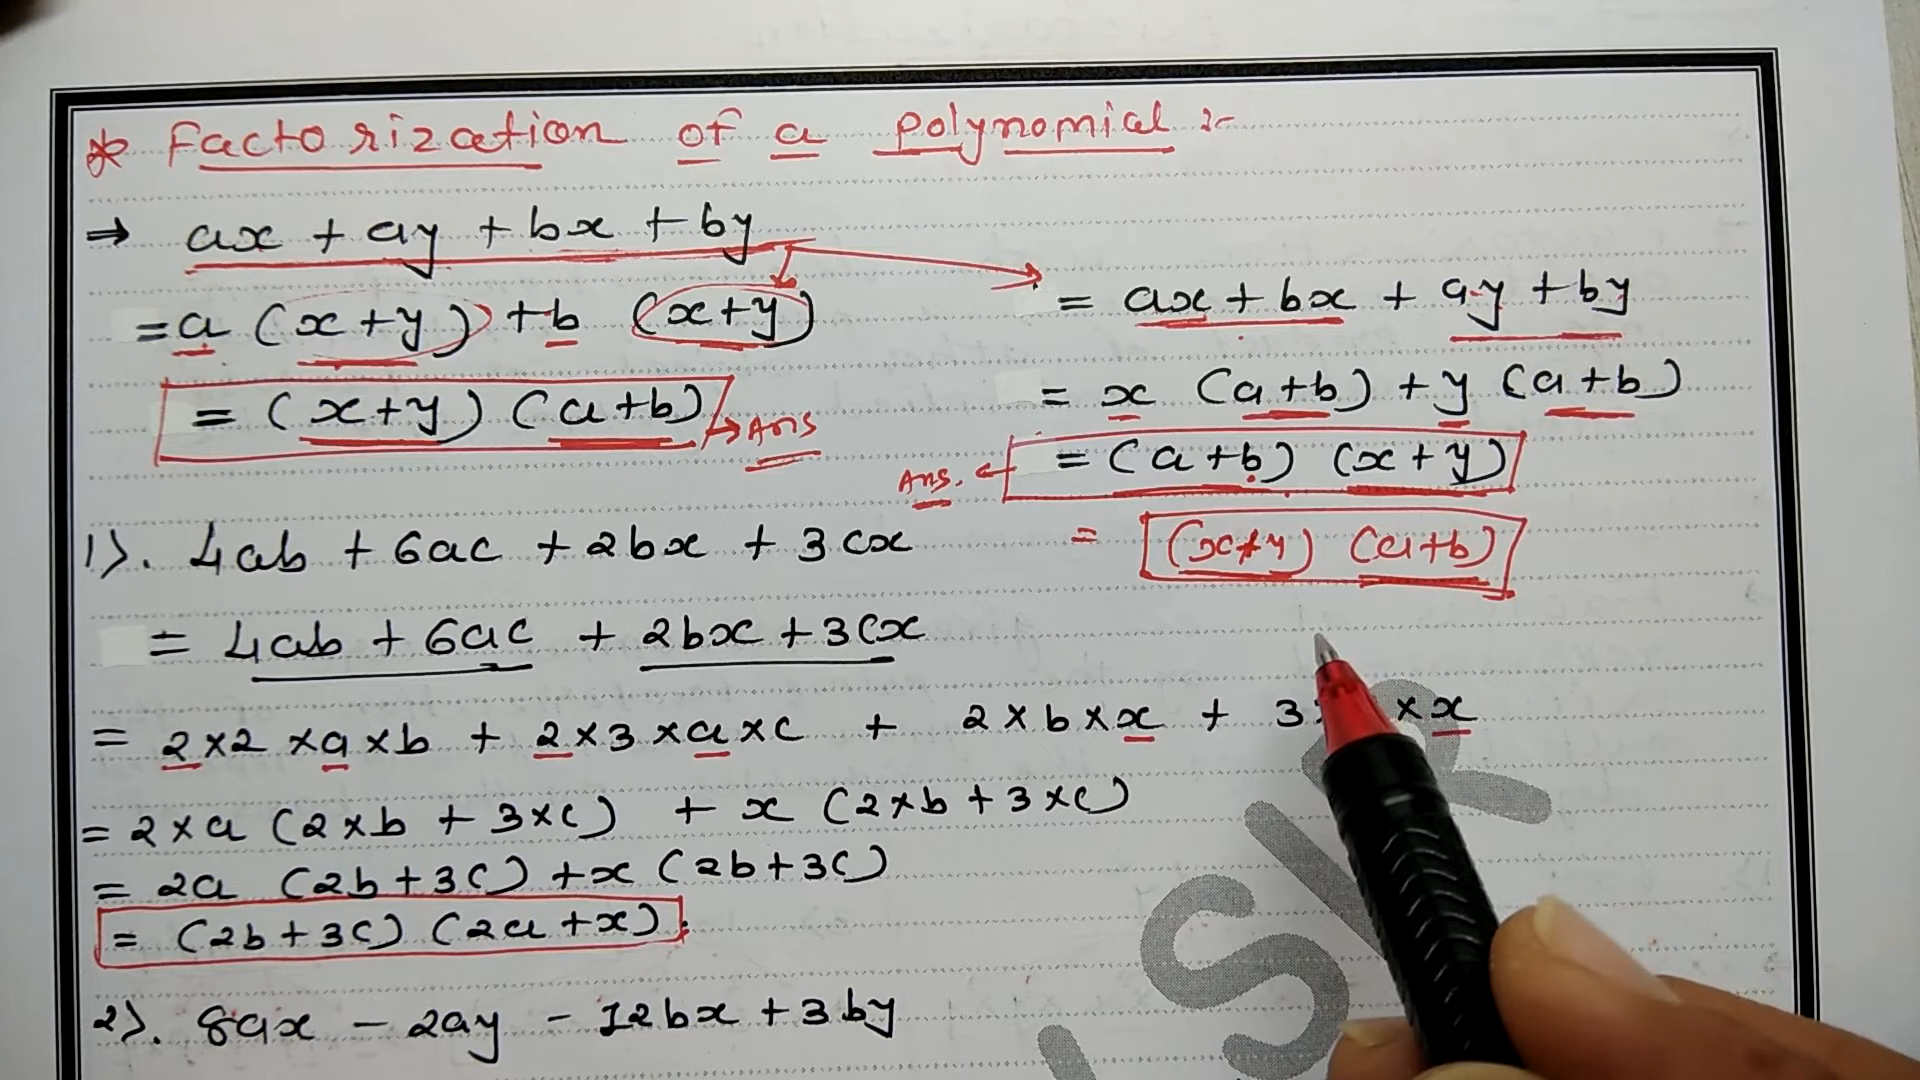 * Factorization of a polynomial :-
⇒ ax + ay + bx + by
= a (x+y) + b (x+y)
= (x+y) (a+b) → Ans
= ax + bx + ay + by
= x (a+b) + y (a+b)
Ans. ← = (a+b) (x+y)
= (x+y) (a+b)
1). 4ab + 6ac + 2bx + 3cx
= 4ab + 6ac + 2bx + 3cx
= 2×2×a×b + 2×3×a×c + 2×b×x + 3 ×x
= 2×a (2×b + 3×c) + x (2×b + 3×c)
= 2a (2b+3c) + x (2b+3c)
= (2b+3c) (2a+x).
2). 8ax - 2ay - 12bx + 3by
SKR